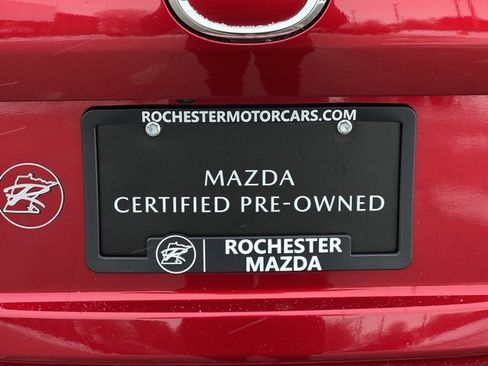 ROCHESTERMOTORCARS.COM
MAZDA
CERTIFIED PRE-OWNED
ROCHESTER
MAZDA